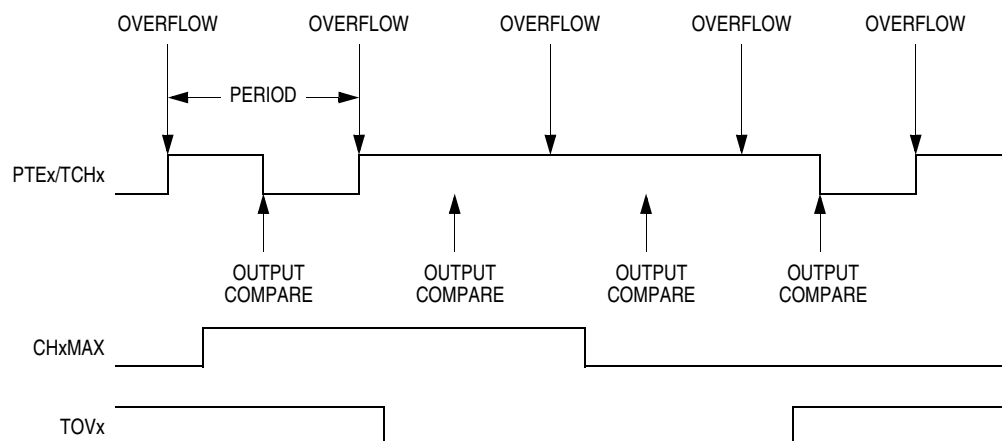 OVERFLOW OVERFLOW OVERFLOW OVERFLOW OVERFLOW
PERIOD
PTEx/TCHx
OUTPUT COMPARE
OUTPUT COMPARE
OUTPUT COMPARE
OUTPUT COMPARE
CHxMAX
TOVx